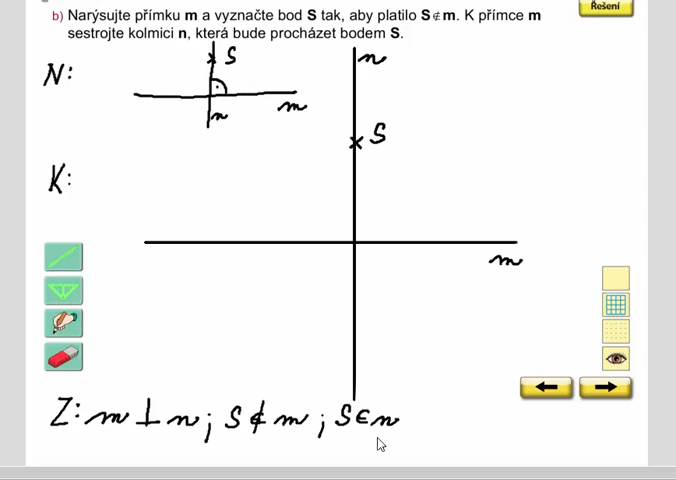 Řešení
b) Narýsujte přímku m a vyznačte bod S tak, aby platilo S ∉ m. K přímce m
sestrojte kolmici n, která bude procházet bodem S.
N:
S
m
n
n
S
K:
m
Z: m ⊥ n ; S ∉ m ; S ∈ n